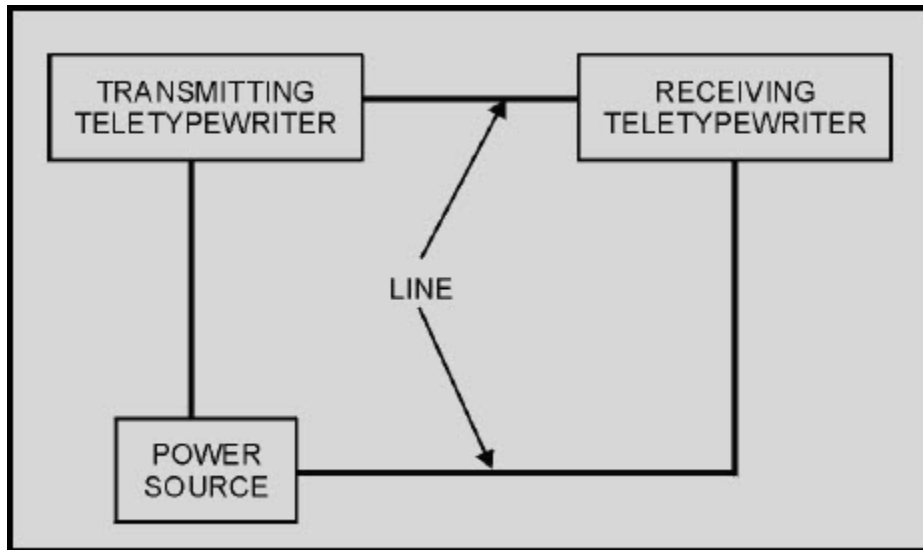 TRANSMITTING
TELETYPEWRITER
RECEIVING
TELETYPEWRITER
LINE
POWER
SOURCE